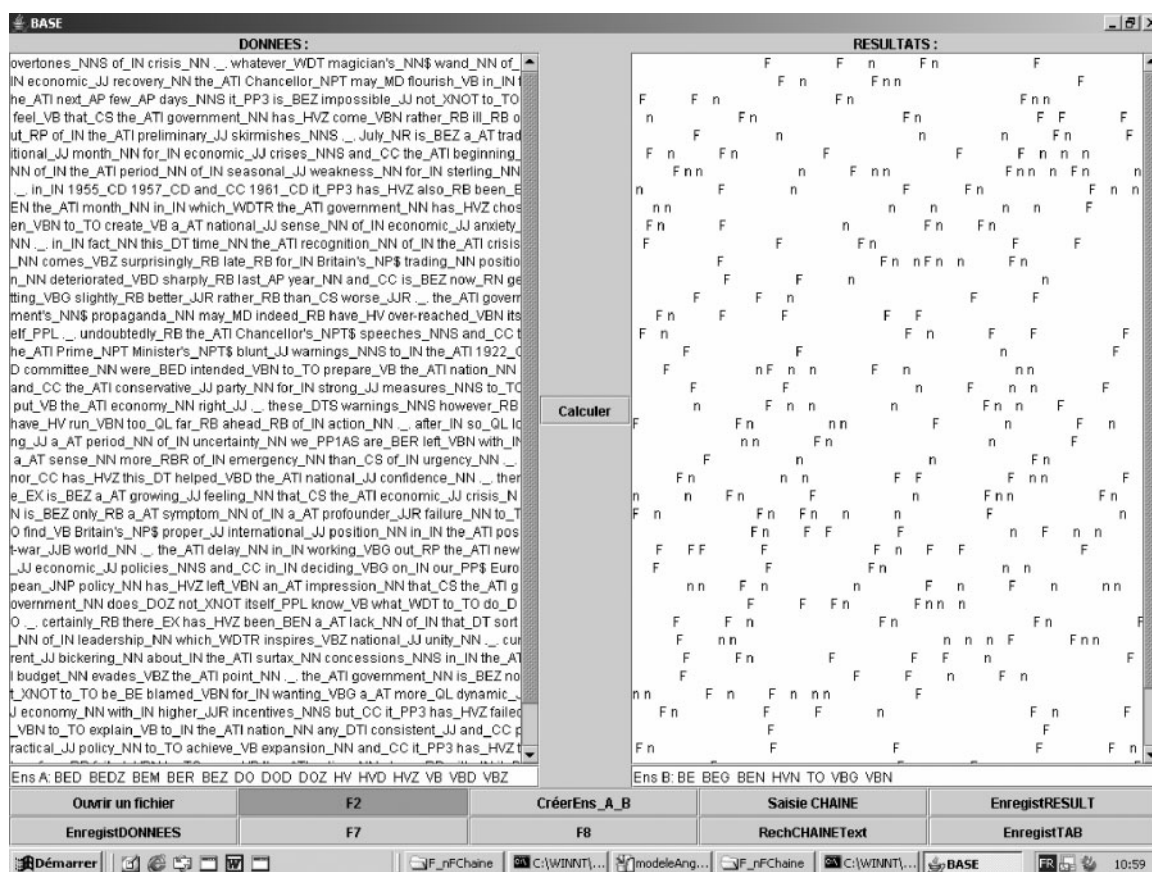 BASE
DONNEES :
overtones_NNS of_IN crisis_NN ._. whatever_WDT magician's_NN$ wand_NN of_
IN economic_JJ recovery_NN the_ATI Chancellor_NPT may_MD flourish_VB in_IN
he_ATI next_AP few_AP days_NNS it_PP3 is_BEZ impossible_JJ not_XNOT to_TO
feel_VB that_CS the_ATI government_NN has_HVZ come_VBN rather_RB ill_RB o
ut_RP of_IN the_ATI preliminary_JJ skirmishes_NNS ._. July_NR is_BEZ a_AT trad
itional_JJ month_NN for_IN economic_JJ crises_NNS and_CC the_ATI beginning_
NN of_IN the_ATI period_NN of_IN seasonal_JJ weakness_NN for_IN sterling_NN
._. in_IN 1955_CD 1957_CD and_CC 1961_CD it_PP3 has_HVZ also_RB been_
EN the_ATI month_NN in_IN which_WDTR the_ATI government_NN has_HVZ chos
en_VBN to_TO create_VB a_AT national_JJ sense_NN of_IN economic_JJ anxiety_
NN ._. in_IN fact_NN this_DT time_NN the_ATI recognition_NN of_IN the_ATI crisis
_NN comes_VBZ surprisingly_RB late_RB for_IN Britain's_NP$ trading_NN positio
n_NN deteriorated_VBD sharply_RB last_AP year_NN and_CC is_BEZ now_RN ge
tting_VBG slightly_RB better_JJR rather_RB than_CS worse_JJR ._. the_ATI govern
ment's_NN$ propaganda_NN may_MD indeed_RB have_HV over-reached_VBN its
elf_PPL ._. undoubtedly_RB the_ATI Chancellor's_NPT$ speeches_NNS and_CC t
he_ATI Prime_NPT Minister's_NPT$ blunt_JJ warnings_NNS to_IN the_ATI 1922_
D committee_NN were_BED intended_VBN to_TO prepare_VB the_ATI nation_NN
and_CC the_ATI conservative_JJ party_NN for_IN strong_JJ measures_NNS to_TO
put_VB the_ATI economy_NN right_JJ ._. these_DTS warnings_NNS however_RB
have_HV run_VBN too_QL far_RB ahead_RB of_IN action_NN ._. after_IN so_QL lo
ng_JJ a_AT period_NN of_IN uncertainty_NN we_PP1AS are_BER left_VBN with_IN
a_AT sense_NN more_RBR of_IN emergency_NN than_CS of_IN urgency_NN ._.
nor_CC has_HVZ this_DT helped_VBD the_ATI national_JJ confidence_NN ._. ther
e_EX is_BEZ a_AT growing_JJ feeling_NN that_CS the_ATI economic_JJ crisis_N
N is_BEZ only_RB a_AT symptom_NN of_IN a_AT profounder_JJR failure_NN to_T
O find_VB Britain's_NP$ proper_JJ international_JJ position_NN in_IN the_ATI pos
t-war_JJB world_NN ._. the_ATI delay_NN in_IN working_VBG out_RP the_ATI new
_JJ economic_JJ policies_NNS and_CC in_IN deciding_VBG on_IN our_PP$ Euro
pean_JNP policy_NN has_HVZ left_VBN an_AT impression_NN that_CS the_ATI g
overnment_NN does_DOZ not_XNOT itself_PPL know_VB what_WDT to_TO do_D
O ._. certainly_RB there_EX has_HVZ been_BEN a_AT lack_NN of_IN that_DT sort
_NN of_IN leadership_NN which_WDTR inspires_VBZ national_JJ unity_NN ._. cur
rent_JJ bickering_NN about_IN the_ATI surtax_NN concessions_NNS in_IN the_AT
I budget_NN evades_VBZ the_ATI point_NN ._. the_ATI government_NN is_BEZ no
t_XNOT to_TO be_BE blamed_VBN for_IN wanting_VBG a_AT more_QL dynamic_
J economy_NN with_IN higher_JJR incentives_NNS but_CC it_PP3 has_HVZ failed
_VBN to_TO explain_VB to_IN the_ATI nation_NN any_DTI consistent_JJ and_CC p
ractical_JJ policy_NN to_TO achieve_VB expansion_NN and_CC it_PP3 has_HVZ
Ens A: BED BEDZ BEM BER BEZ DO DOD DOZ HV HVD HVZ VB VBD VBZ
Calculer
RESULTATS :
F F n F n F
F n F n n
F F n F n F n n
n F n F n F F F
F n n n F n
F n F n F F n n n
F n n n F n n F n n n F n
n F n F F n F n n
n n n n n F
F n F F n F n
F F F F n
F F n n F n n F n
F n F
F F n F F
F n F F F F
F n F n F F F
F F n F
F n F n n F n n n
F F n n n
n F n n F n n F
F F n F n F n
n n F n n F n
F n n F n
F n n F F n
n n F n F F n n n
F n F n n n F n
F n F F F n F n n
F F F F n F F
F F F n
n n F n F n F n n n
F F F n F n n n
F F n F F n F
F n n n n n F F n n
F F n F F n F n
F F F n F
n n F n F n n n F
F n F F n F n F
F F
F n F F F n
Ens B: BE BEG BEN HVN TO VBG VBN
Ouvrir un fichier F2 CréerEns_A_B Saisie CHAINE EnregistRESULT
EnregistDONNEES F7 F8 RechCHAINEText EnregistTAB
Démarrer F_nFChaine C:\WINNT\... modeleAng... F_nFChaine C:\WINNT\... BASE FR 10:59